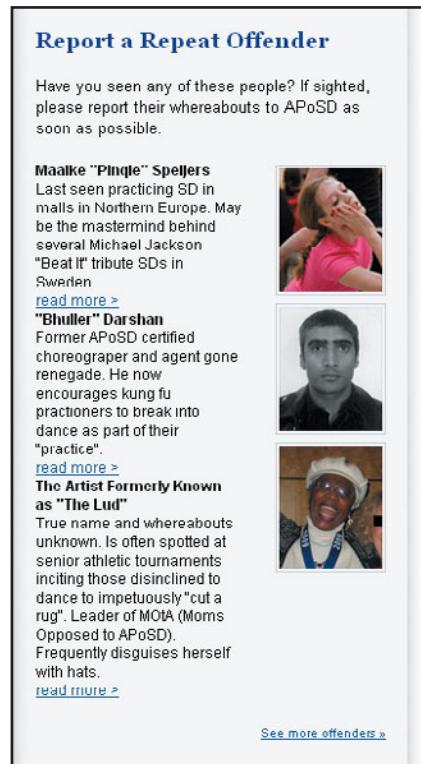 Report a Repeat Offender
Have you seen any of these people? If sighted,
please report their whereabouts to APoSD as
soon as possible.
Maaike "Pingle" Speijers
Last seen practicing SD in
malls in Northern Europe. May
be the mastermind behind
several Michael Jackson
"Beat It" tribute SDs in
Sweden
read more >
"Bhuller" Darshan
Former APoSD certified
choreograper and agent gone
renegade. He now
encourages kung fu
practioners to break into
dance as part of their
"practice".
read more >
The Artist Formerly Known
as "The Lud"
True name and whereabouts
unknown. Is often spotted at
senior athletic tournaments
inciting those disinclined to
dance to impetuously "cut a
rug". Leader of MOtA (Moms
Opposed to APoSD).
Frequently disguises herself
with hats.
read more >
See more offenders »